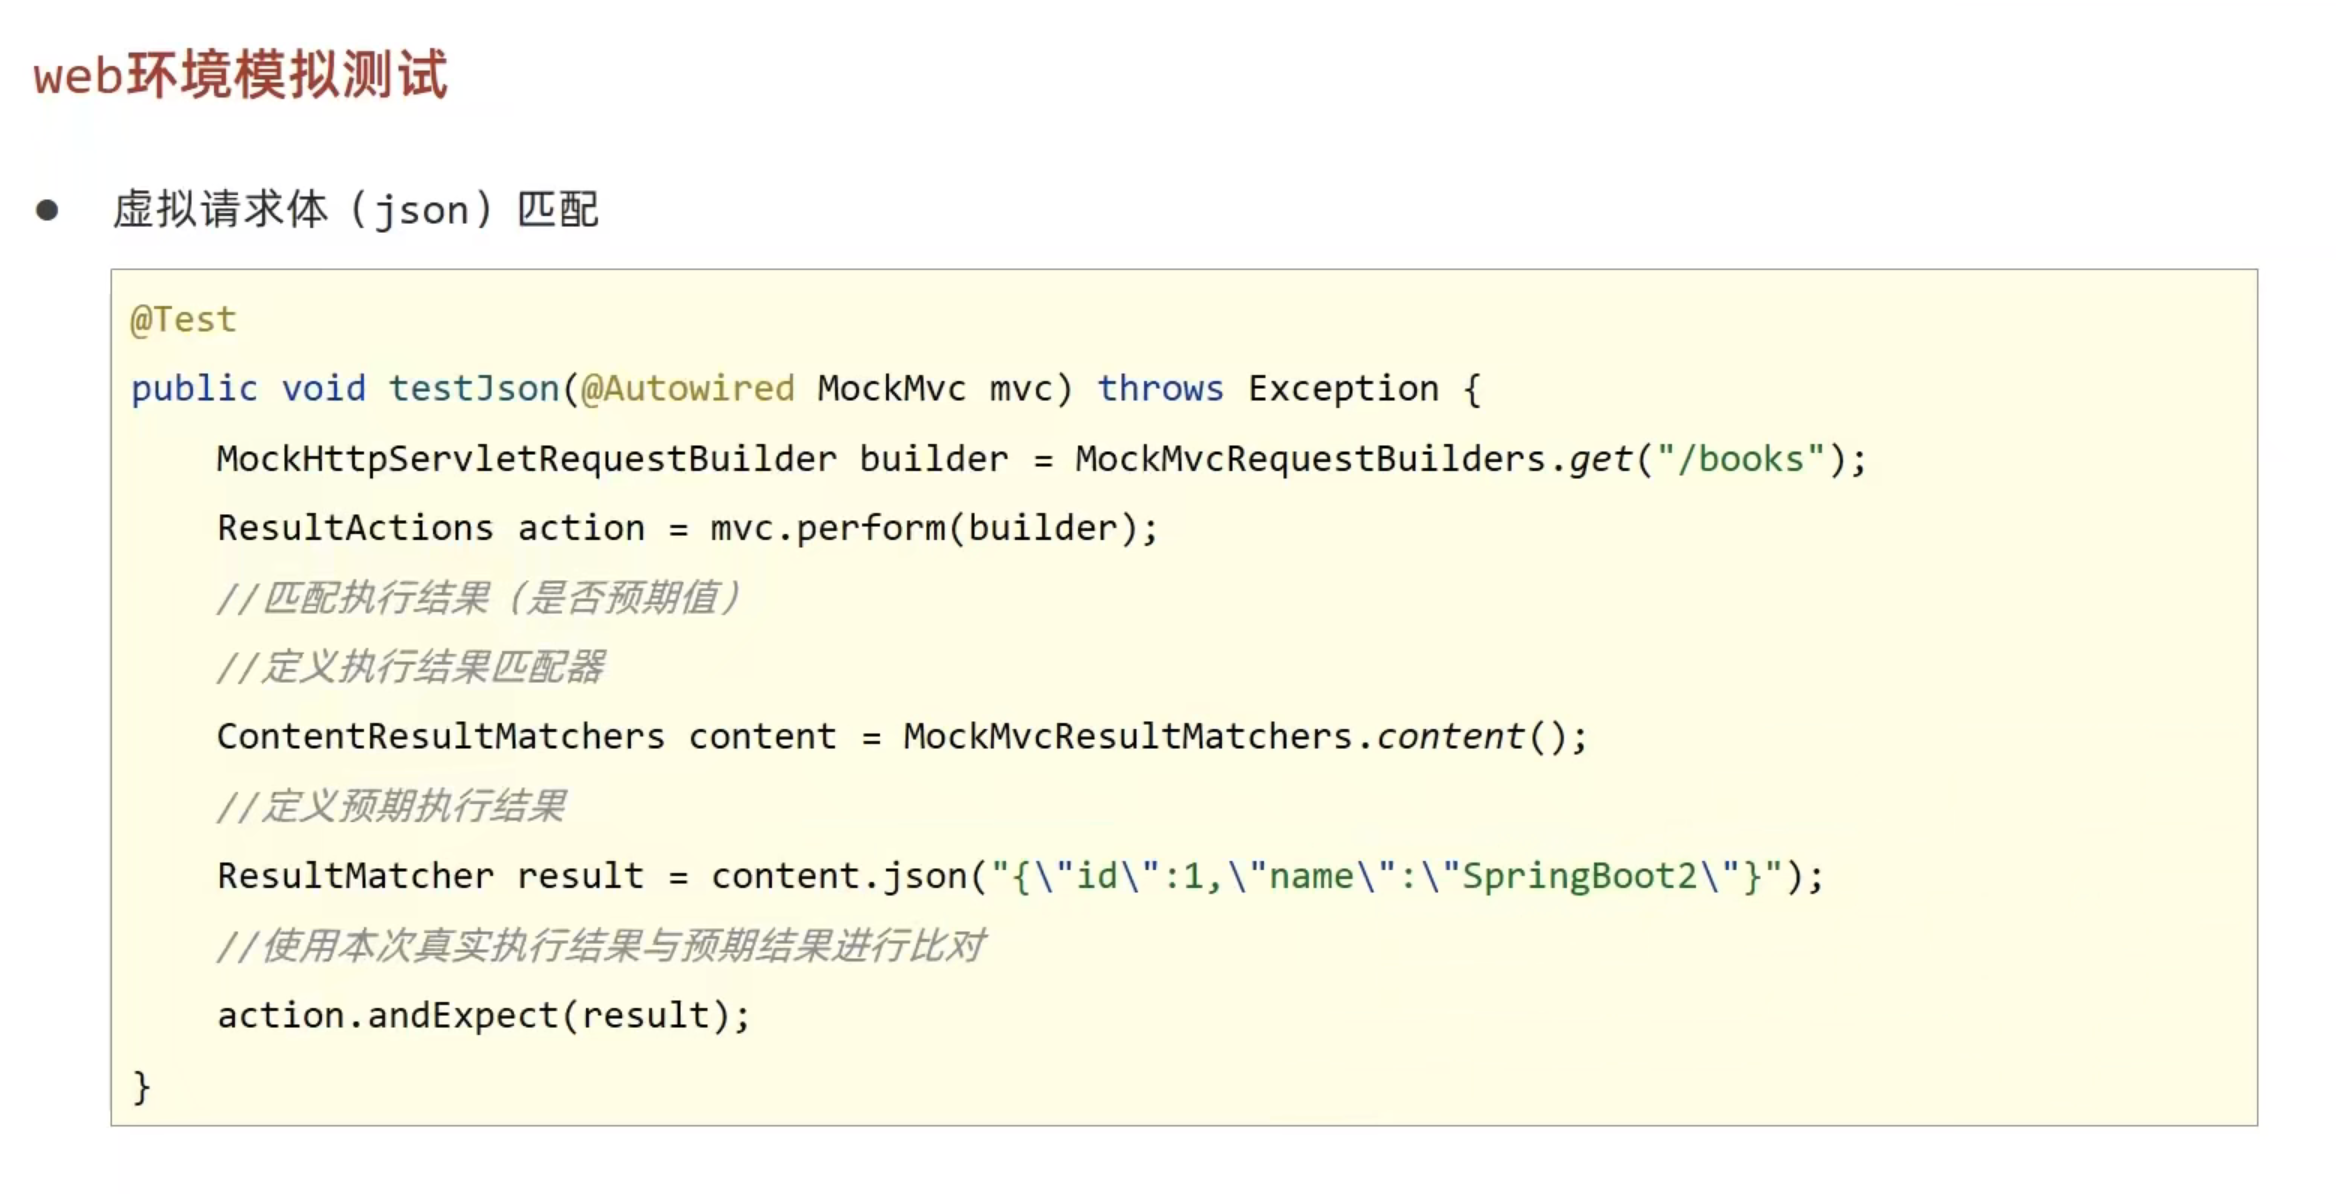 web环境模拟测试
● 虚拟请求体（json）匹配
@Test
public void testJson(@Autowired MockMvc mvc) throws Exception {
    MockHttpServletRequestBuilder builder = MockMvcRequestBuilders.get("/books");
    ResultActions action = mvc.perform(builder);
    //匹配执行结果（是否预期值）
    //定义执行结果匹配器
    ContentResultMatchers content = MockMvcResultMatchers.content();
    //定义预期执行结果
    ResultMatcher result = content.json("{\"id\":1,\"name\":\"SpringBoot2\"}");
    //使用本次真实执行结果与预期结果进行比对
    action.andExpect(result);
}